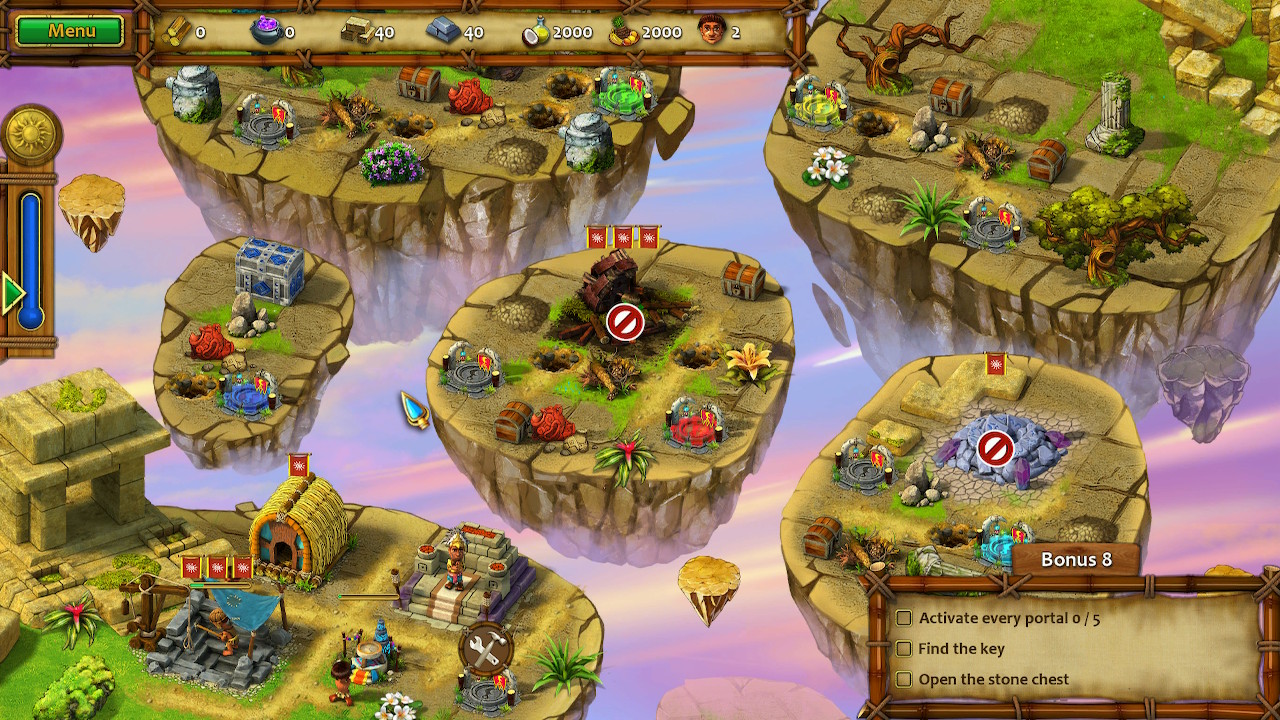 Menu
0
0
40
40
2000
2000
2
Bonus 8
Activate every portal 0 / 5
Find the key
Open the stone chest